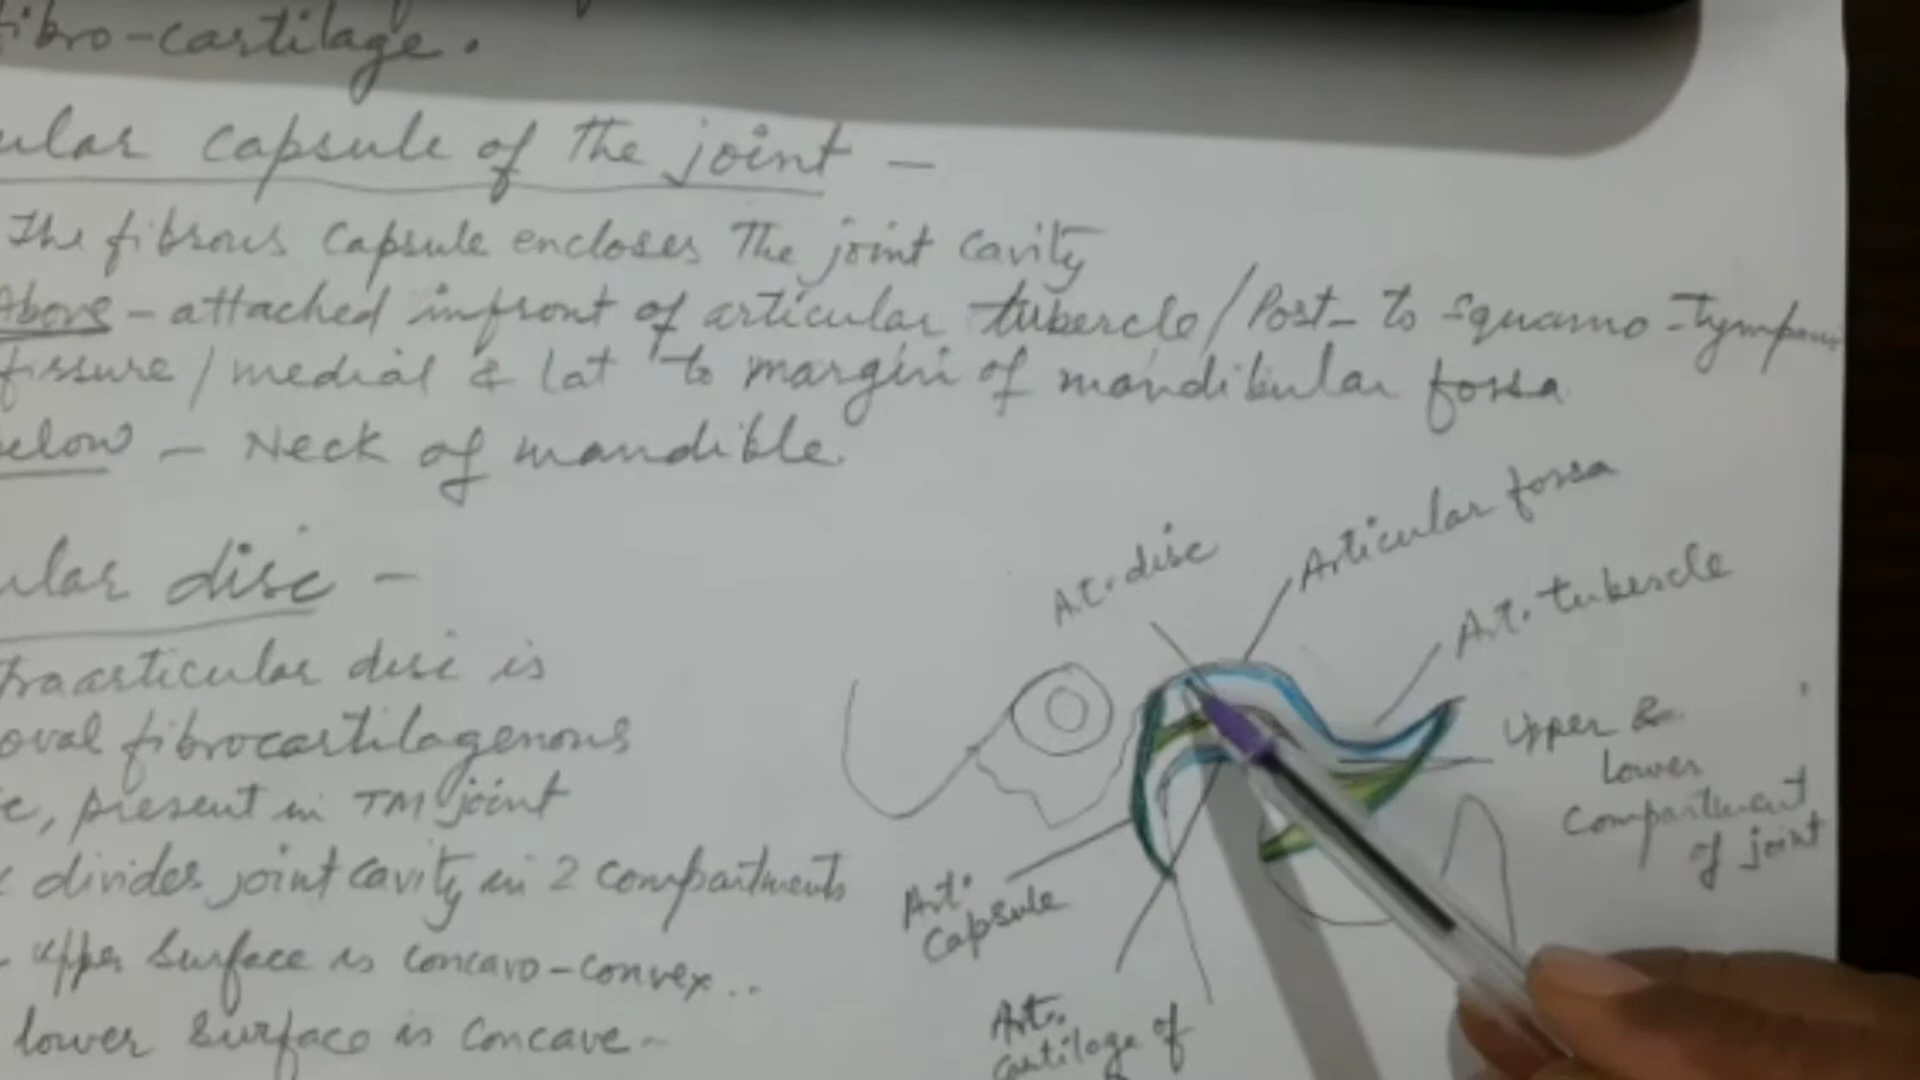 fibro-cartilage.
ular capsule of the joint -
The fibrous capsule encloses The joint cavity
Above - attached infront of articular tubercle/Post- to squamo-Tympani
fissure/medial & lat to margin of mandibular fossa
below - Neck of mandible.
ular disc -
traarticular disc is
oval fibrocartilagenous
c, present in TM joint
c divides joint cavity in 2 compartments
- upper surface is concavo-convex..
lower surface is concave-
Art. disc
Articular fossa
Art. tubercle
Upper &
Lower
Compartment
of joint
Art.
Capsule
Art.
Cartilage of